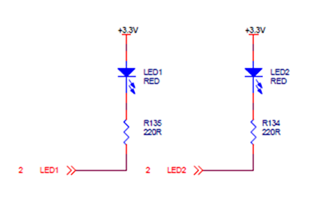 +3.3V +3.3V
LED1 LED2
RED RED
R135 R134
220R 220R
2 LED1 2 LED2